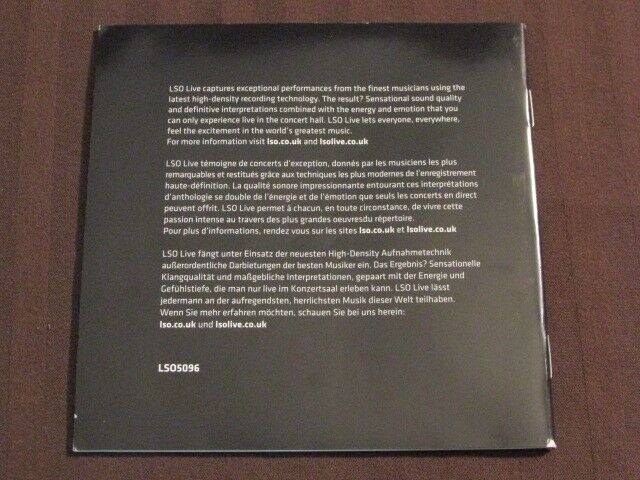 LSO Live captures exceptional performances from the finest musicians using the
latest high-density recording technology. The result? Sensational sound quality
and definitive interpretations combined with the energy and emotion that you
can only experience live in the concert hall. LSO Live lets everyone, everywhere,
feel the excitement in the world's greatest music.
For more information visit lso.co.uk and lsolive.co.uk
LSO Live témoigne de concerts d'exception, donnés par les musiciens les plus
remarquables et restitués grâce aux techniques les plus modernes de l'enregistrement
haute-définition. La qualité sonore impressionnante entourant ces interprétations
d'anthologie se double de l'énergie et de l'émotion que seuls les concerts en direct
peuvent offrit. LSO Live permet à chacun, en toute circonstance, de vivre cette
passion intense au travers des plus grandes oeuvresdu répertoire.
Pour plus d'informations, rendez vous sur les sites lso.co.uk et lsolive.co.uk
LSO Live fängt unter Einsatz der neuesten High-Density Aufnahmetechnik
außerordentliche Darbietungen der besten Musiker ein. Das Ergebnis? Sensationelle
Klangqualität und maßgebliche Interpretationen, gepaart mit der Energie und
Gefühlstiefe, die man nur live im Konzertsaal erleben kann. LSO Live lässt
jedermann an der aufregendsten, herrlichsten Musik dieser Welt teilhaben.
Wenn Sie mehr erfahren möchten, schauen Sie bei uns herein:
lso.co.uk und lsolive.co.uk
LSO5096